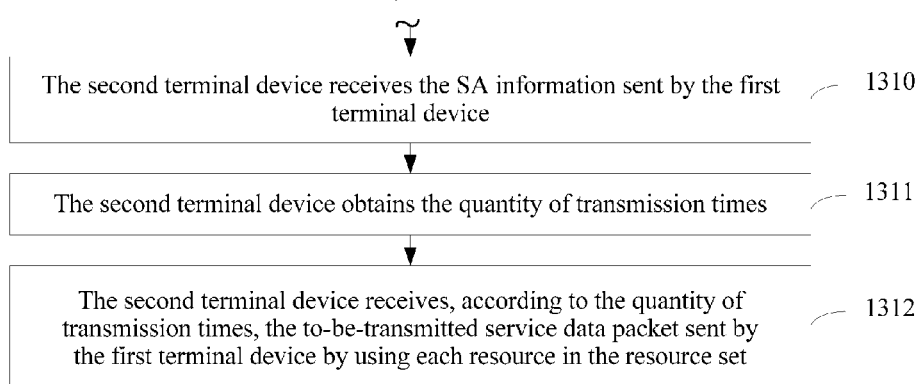 The second terminal device receives the SA information sent by the first
terminal device
1310
The second terminal device obtains the quantity of transmission times
1311
The second terminal device receives, according to the quantity of
transmission times, the to-be-transmitted service data packet sent by
the first terminal device by using each resource in the resource set
1312